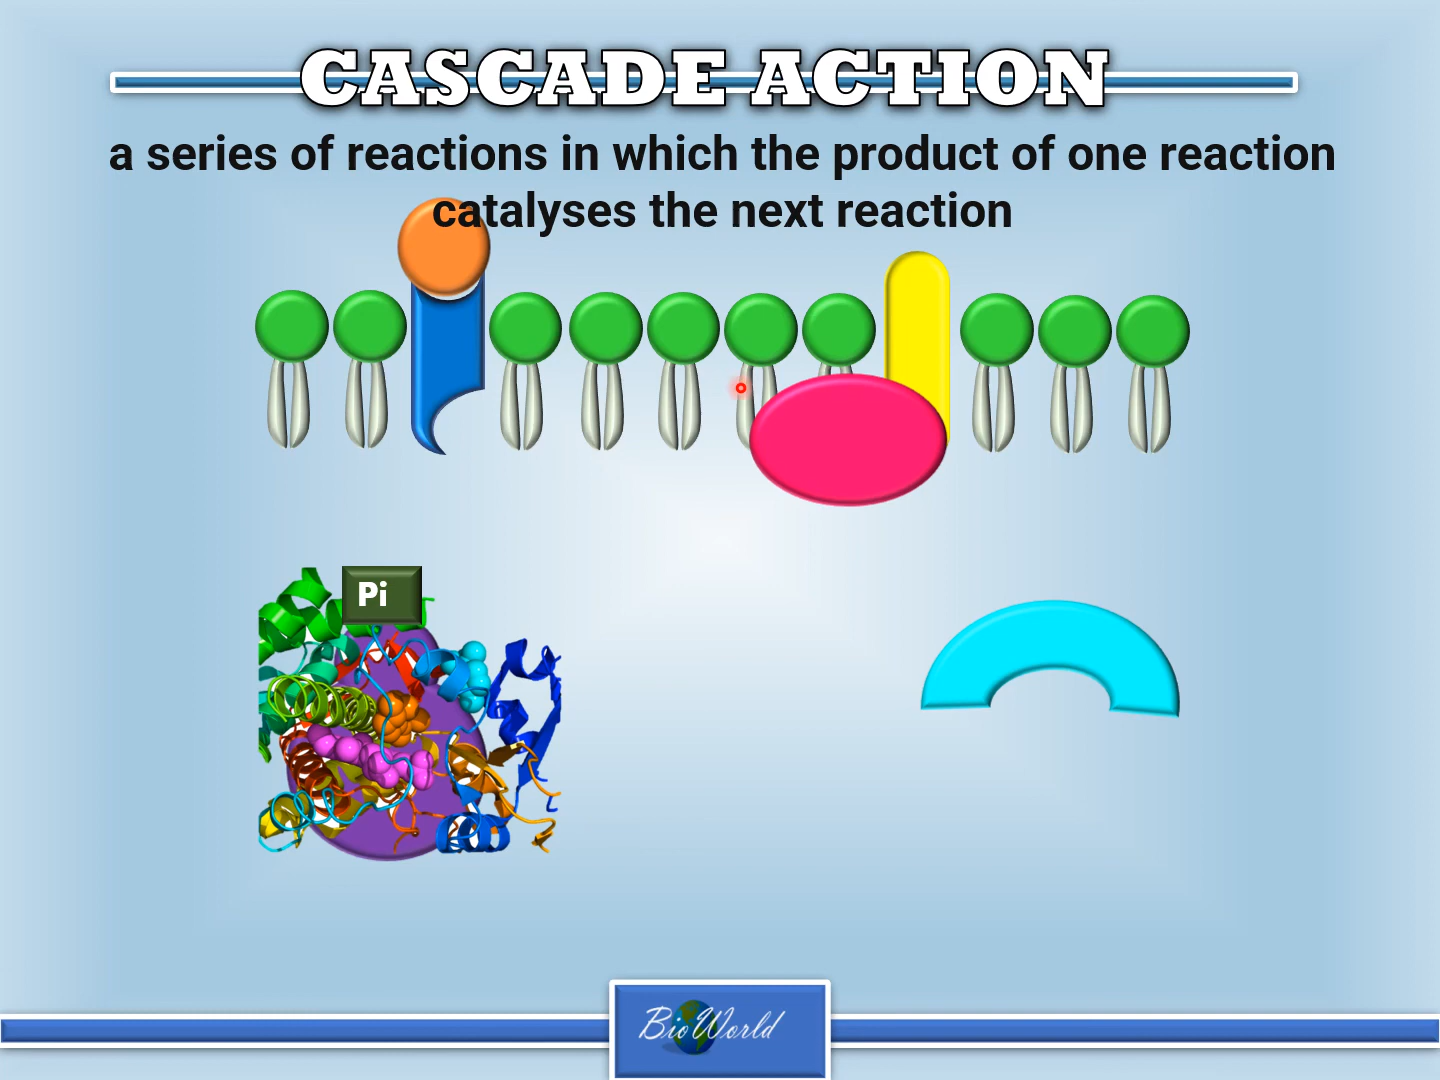 CASCADE ACTION
a series of reactions in which the product of one reaction
catalyses the next reaction
Pi
BioWorld